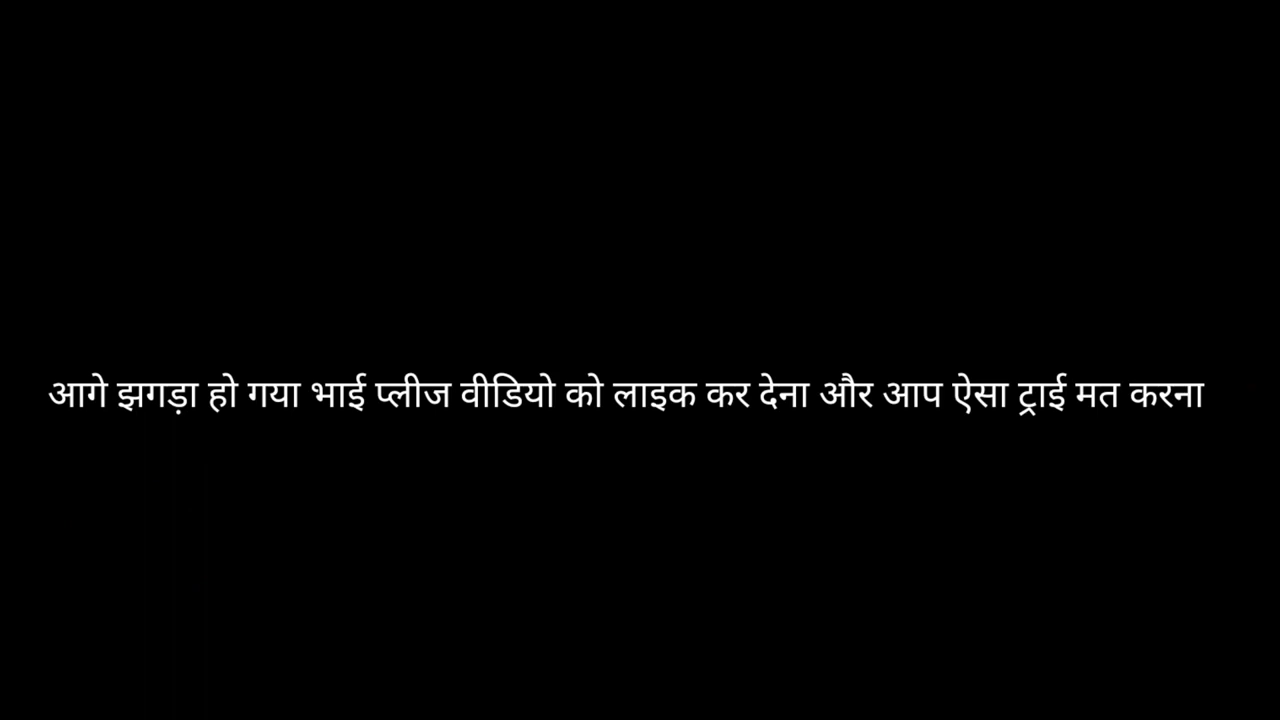 आगे झगड़ा हो गया भाई प्लीज वीडियो को लाइक कर देना और आप ऐसा ट्राई मत करना